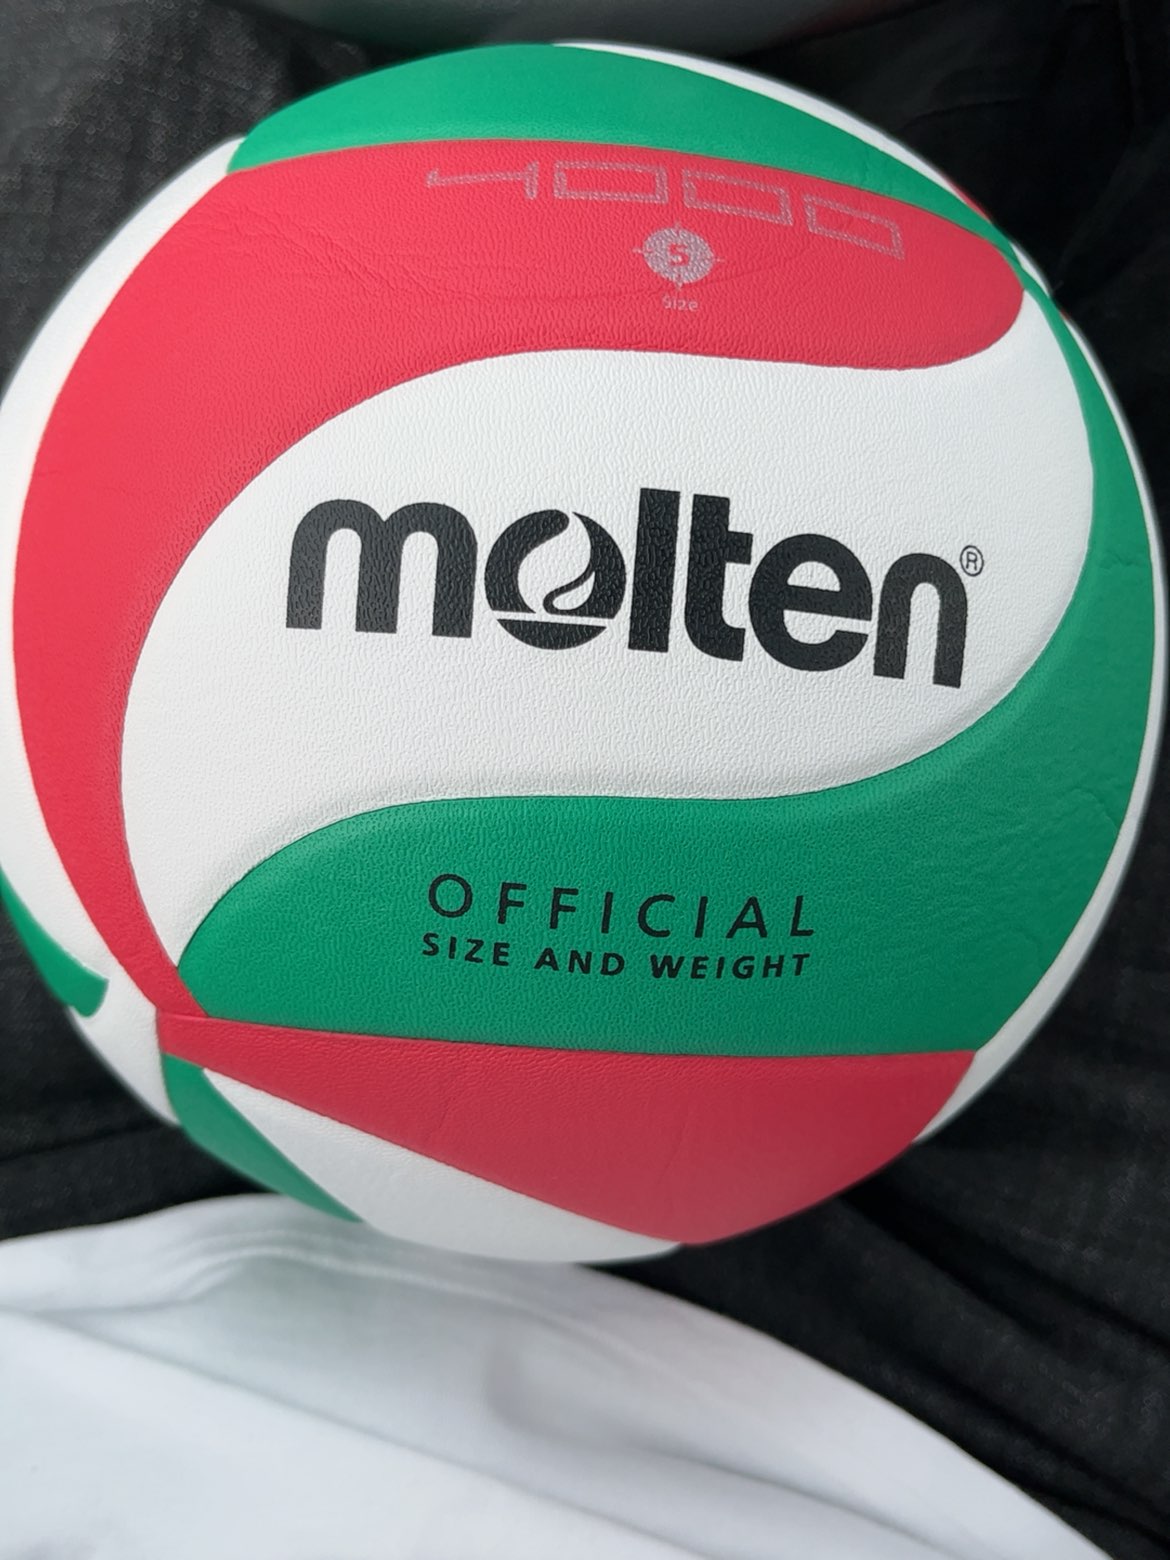 4000
5
size
molten®
OFFICIAL
SIZE AND WEIGHT